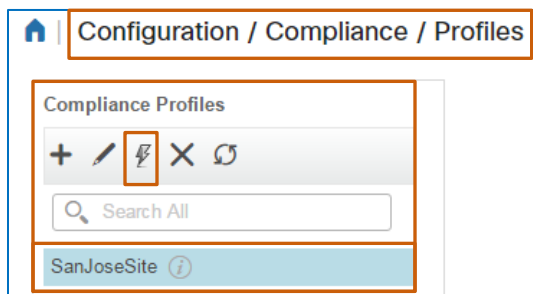 Configuration / Compliance / Profiles
Compliance Profiles
Search All
SanJoseSite